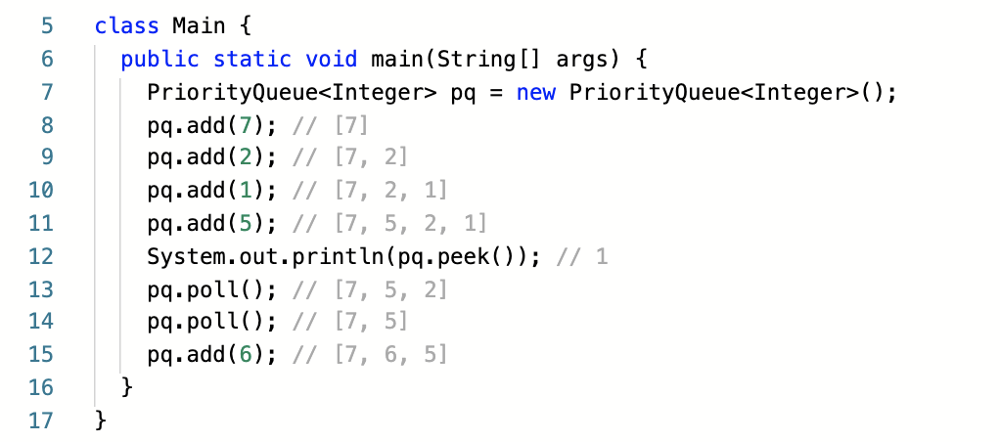 5 class Main {
6 public static void main(String[] args) {
7 PriorityQueue<Integer> pq = new PriorityQueue<Integer>();
8 pq.add(7); // [7]
9 pq.add(2); // [7, 2]
10 pq.add(1); // [7, 2, 1]
11 pq.add(5); // [7, 5, 2, 1]
12 System.out.println(pq.peek()); // 1
13 pq.poll(); // [7, 5, 2]
14 pq.poll(); // [7, 5]
15 pq.add(6); // [7, 6, 5]
16 }
17 }